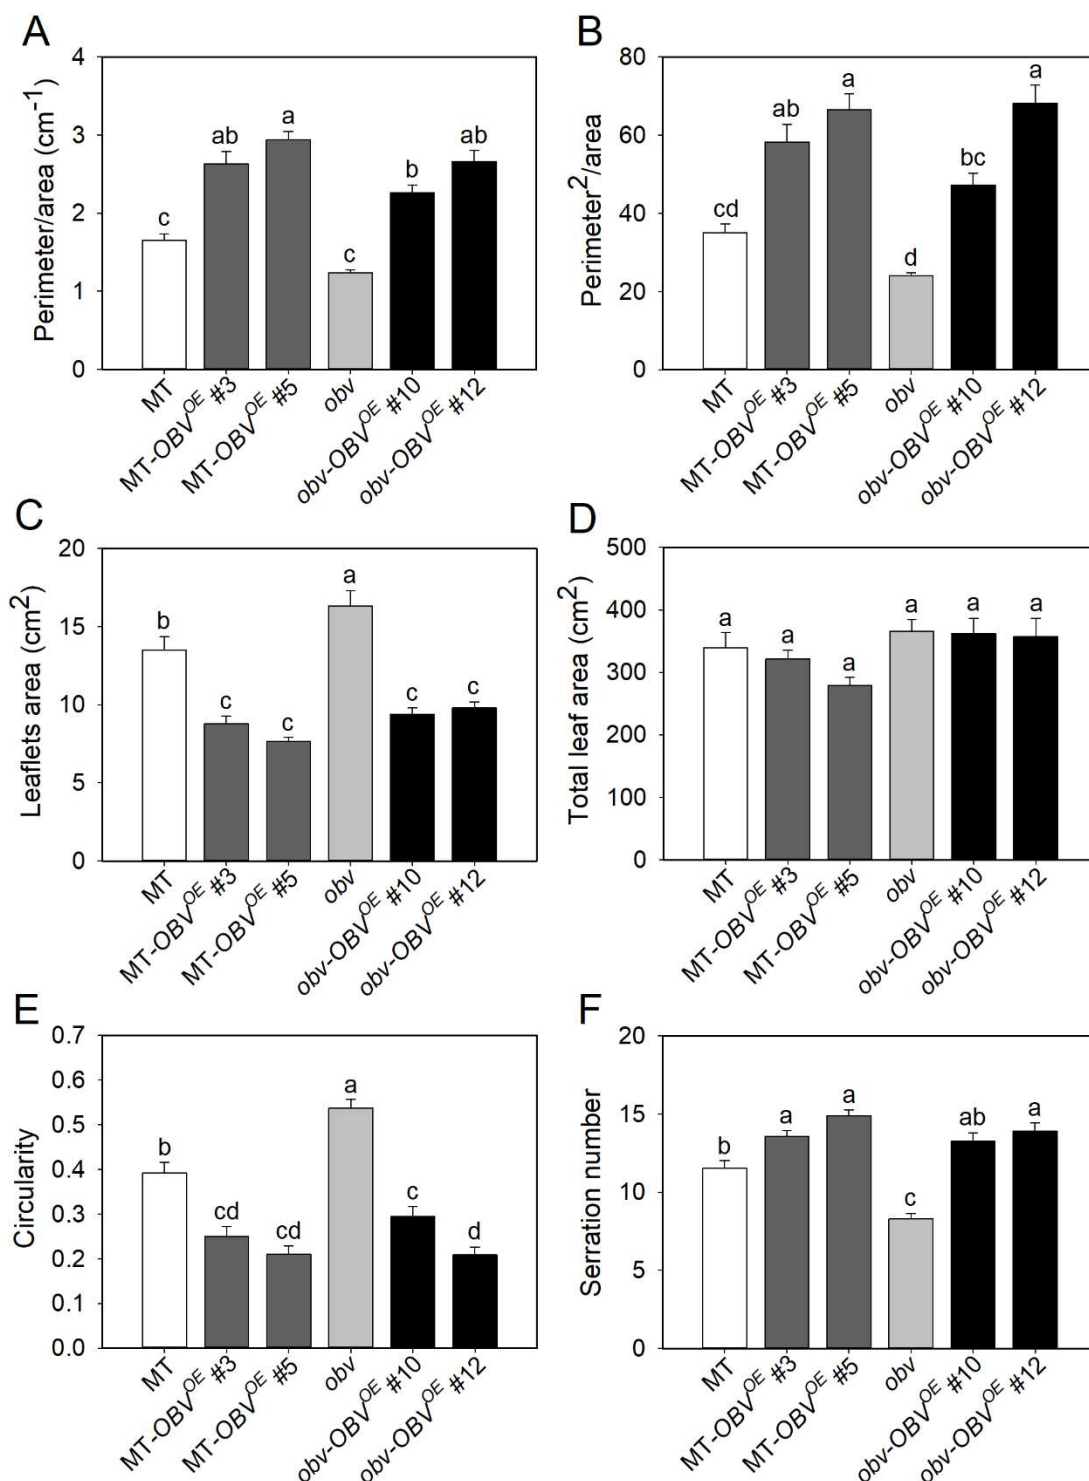 A
Perimeter/area (cm⁻¹)
4
3
2
1
0
c
ab
a
c
b
ab
MT
MT-OBV^OE #3
MT-OBV^OE #5
obv
obv-OBV^OE #10
obv-OBV^OE #12
B
Perimeter²/area
80
60
40
20
0
cd
ab
a
d
bc
a
MT
MT-OBV^OE #3
MT-OBV^OE #5
obv
obv-OBV^OE #10
obv-OBV^OE #12
C
Leaflets area (cm²)
20
15
10
5
0
b
c
c
a
c
c
MT
MT-OBV^OE #3
MT-OBV^OE #5
obv
obv-OBV^OE #10
obv-OBV^OE #12
D
Total leaf area (cm²)
500
400
300
200
100
0
a
a
a
a
a
a
MT
MT-OBV^OE #3
MT-OBV^OE #5
obv
obv-OBV^OE #10
obv-OBV^OE #12
E
Circularity
0.7
0.6
0.5
0.4
0.3
0.2
0.1
0.0
b
cd
cd
a
c
d
MT
MT-OBV^OE #3
MT-OBV^OE #5
obv
obv-OBV^OE #10
obv-OBV^OE #12
F
Serration number
20
15
10
5
0
b
a
a
c
ab
a
MT
MT-OBV^OE #3
MT-OBV^OE #5
obv
obv-OBV^OE #10
obv-OBV^OE #12